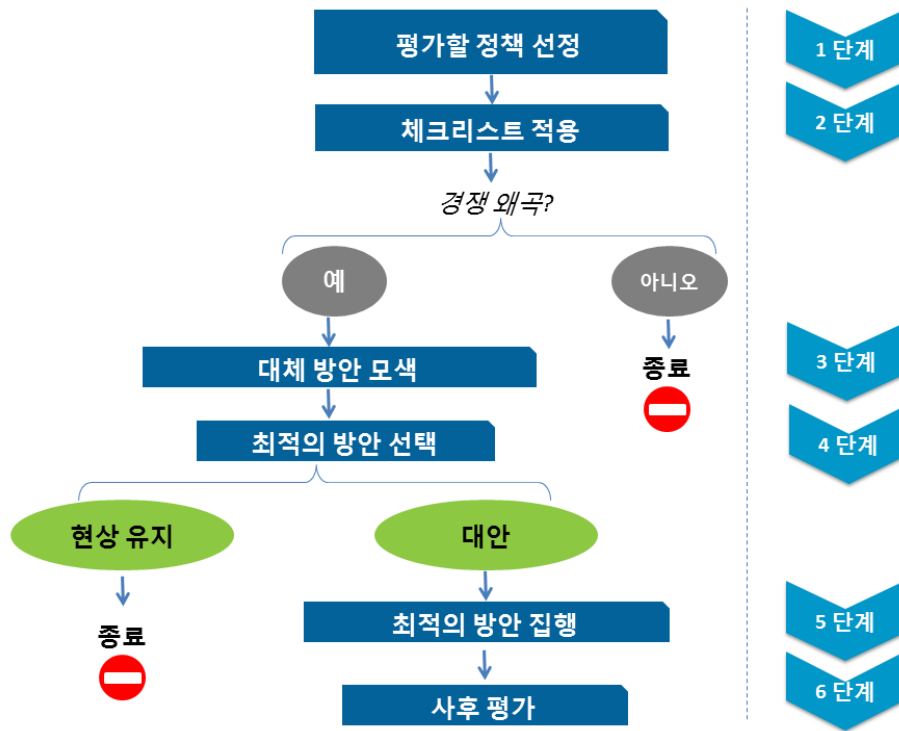 평가할 정책 선정
1 단계
체크리스트 적용
2 단계
경쟁 왜곡?
예
아니오
대체 방안 모색
종료
3 단계
최적의 방안 선택
4 단계
현상 유지
대안
최적의 방안 집행
5 단계
종료
사후 평가
6 단계